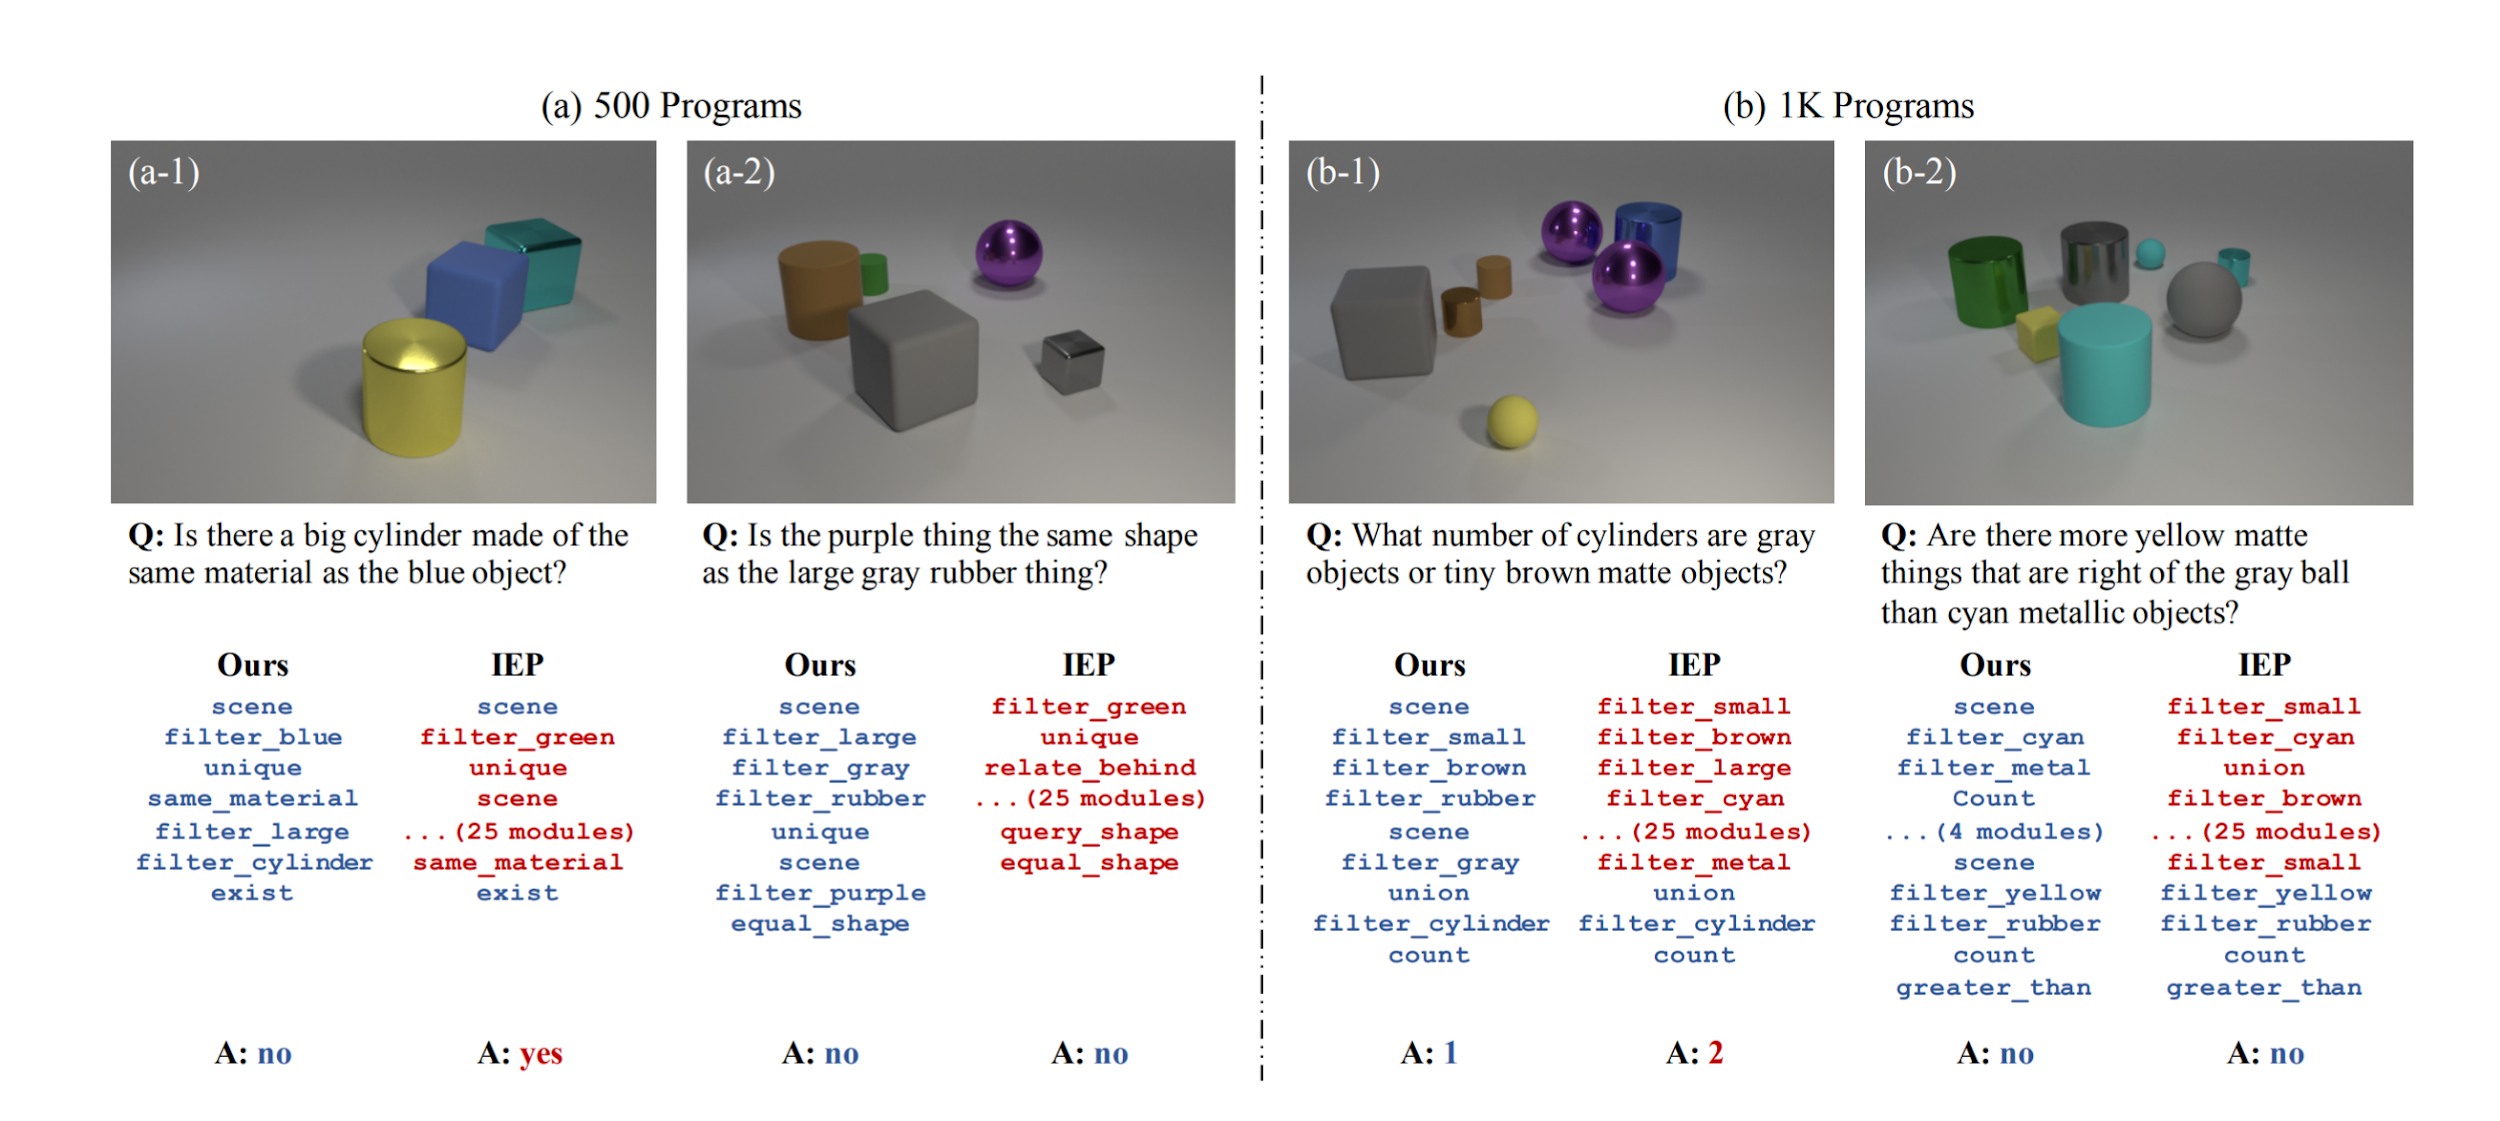 (a) 500 Programs
(a-1)
(a-2)
Q: Is there a big cylinder made of the
same material as the blue object?
Q: Is the purple thing the same shape
as the large gray rubber thing?
Ours
scene
filter_blue
unique
same_material
filter_large
filter_cylinder
exist
A: no
IEP
scene
filter_green
unique
scene
...(25 modules)
same_material
exist
A: yes
Ours
scene
filter_large
filter_gray
filter_rubber
unique
scene
filter_purple
equal_shape
A: no
IEP
filter_green
unique
relate_behind
...(25 modules)
query_shape
equal_shape
A: no
(b) 1K Programs
(b-1)
(b-2)
Q: What number of cylinders are gray
objects or tiny brown matte objects?
Q: Are there more yellow matte
things that are right of the gray ball
than cyan metallic objects?
Ours
scene
filter_small
filter_brown
filter_rubber
scene
filter_gray
union
filter_cylinder
count
A: 1
IEP
filter_small
filter_brown
filter_large
filter_cyan
...(25 modules)
filter_metal
union
filter_cylinder
count
A: 2
Ours
scene
filter_cyan
filter_metal
Count
...(4 modules)
scene
filter_yellow
filter_rubber
count
greater_than
A: no
IEP
filter_small
filter_cyan
union
filter_brown
...(25 modules)
filter_small
filter_yellow
filter_rubber
count
greater_than
A: no